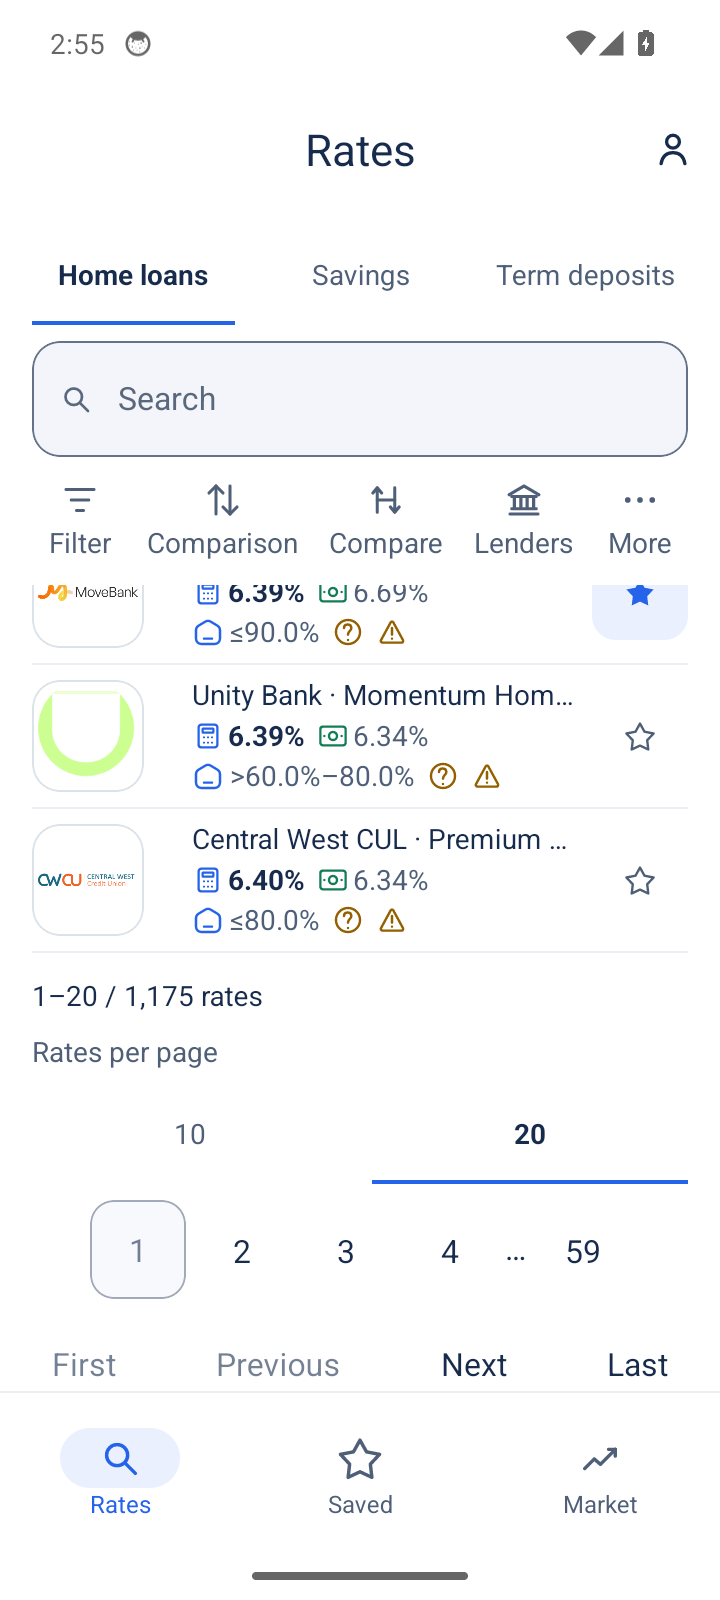 2:55
Rates
Home loans
Savings
Term deposits
Search
Filter
Comparison
Compare
Lenders
More
MoveBank
6.39% 6.69%
≤90.0%
Unity Bank · Momentum Hom...
6.39% 6.34%
>60.0%–80.0%
CWCU CENTRAL WEST Credit Union
Central West CUL · Premium ...
6.40% 6.34%
≤80.0%
1–20 / 1,175 rates
Rates per page
10
20
1 2 3 4 ... 59
First Previous Next Last
Rates
Saved
Market